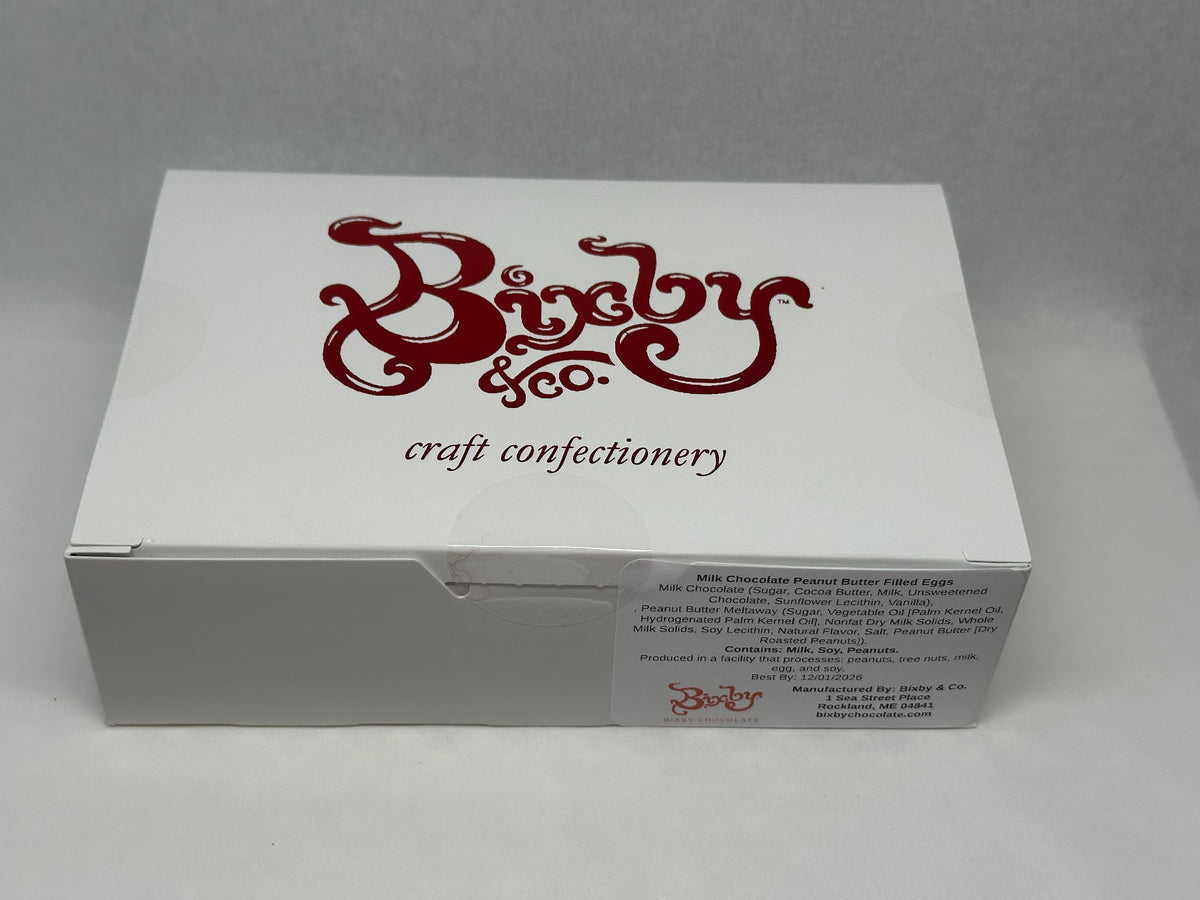 Bixby
TM
& co.
craft confectionery
Milk Chocolate Peanut Butter Filled Eggs
Milk Chocolate (Sugar, Cocoa Butter, Milk, Unsweetened
Chocolate, Sunflower Lecithin, Vanilla),
. Peanut Butter Meltaway (Sugar, Vegetable Oil [Palm Kernel Oil,
Hydrogenated Palm Kernel Oil], Nonfat Dry Milk Solids, Whole
Milk Solids, Soy Lecithin, Natural Flavor, Salt, Peanut Butter [Dry
Roasted Peanuts]).
Contains: Milk, Soy, Peanuts.
Produced in a facility that processes: peanuts, tree nuts, milk,
egg, and soy.
Best By: 12/01/2026
Bixby
BIXBY CHOCOLATE
Manufactured By: Bixby & Co.
1 Sea Street Place
Rockland, ME 04841
bixbychocolate.com